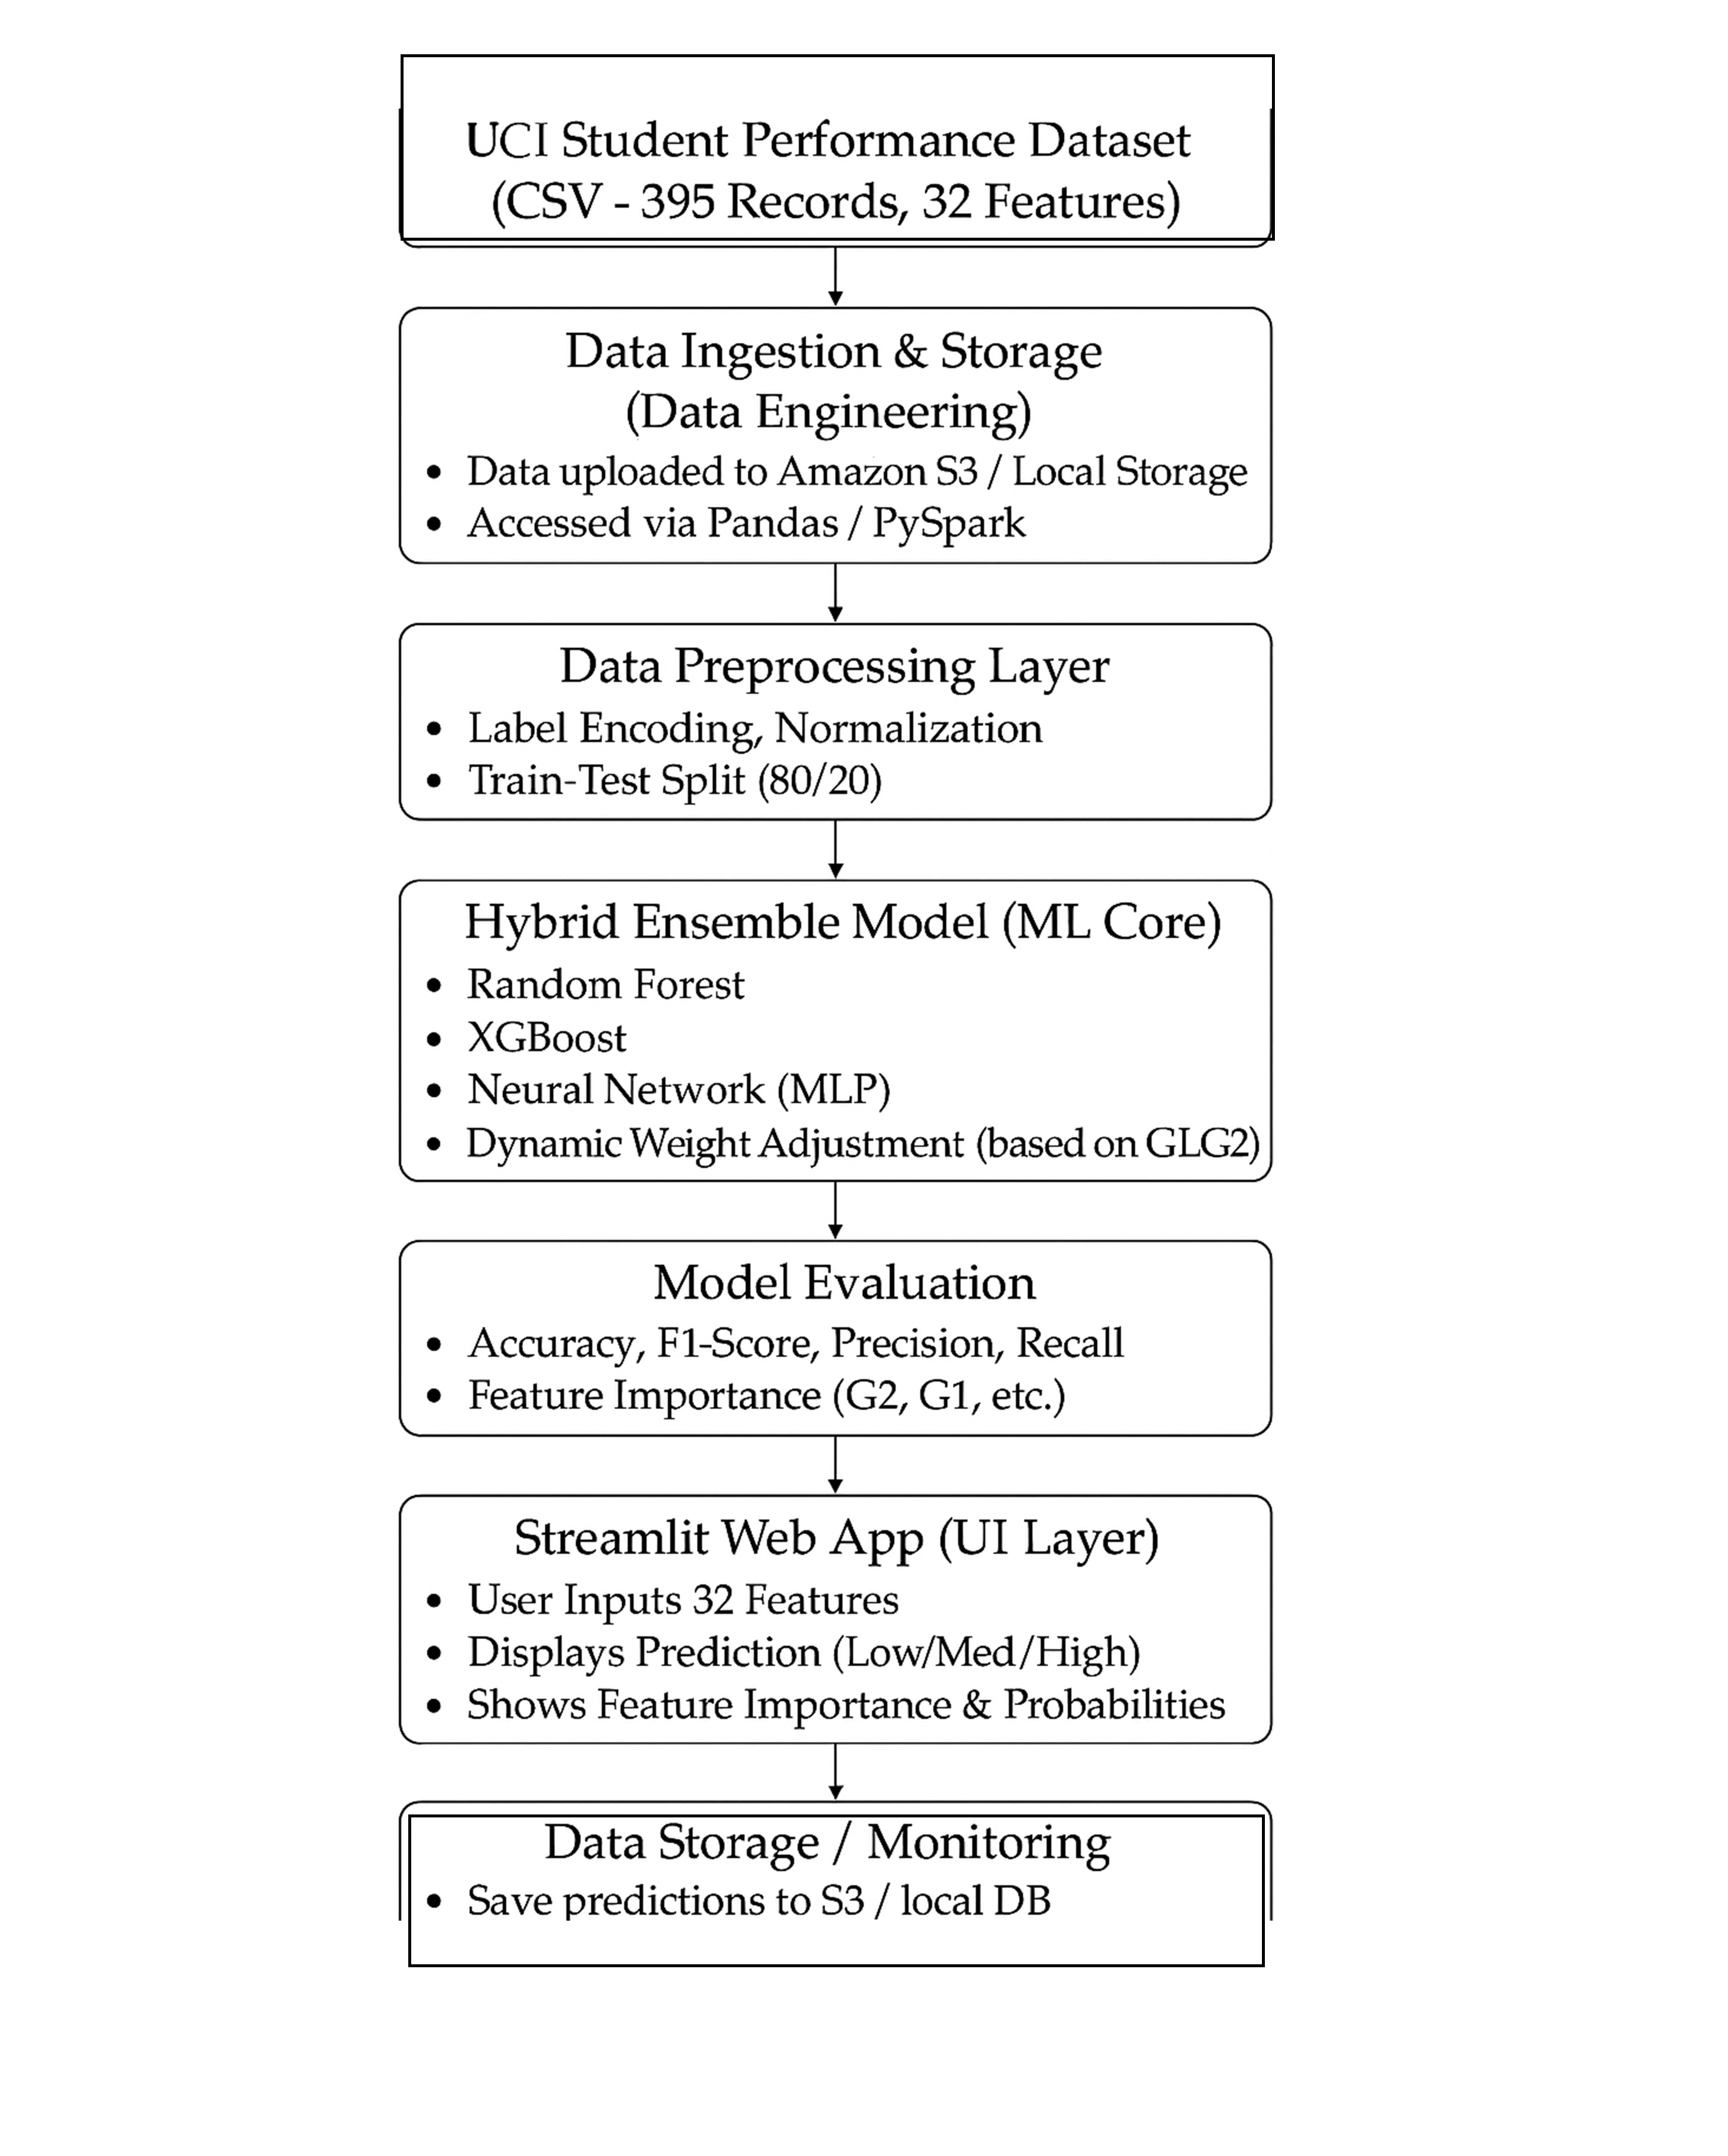 UCI Student Performance Dataset
(CSV - 395 Records, 32 Features)
Data Ingestion & Storage
(Data Engineering)
• Data uploaded to Amazon S3 / Local Storage
• Accessed via Pandas / PySpark
Data Preprocessing Layer
• Label Encoding, Normalization
• Train-Test Split (80/20)
Hybrid Ensemble Model (ML Core)
• Random Forest
• XGBoost
• Neural Network (MLP)
• Dynamic Weight Adjustment (based on GLG2)
Model Evaluation
• Accuracy, F1-Score, Precision, Recall
• Feature Importance (G2, G1, etc.)
Streamlit Web App (UI Layer)
• User Inputs 32 Features
• Displays Prediction (Low/Med/High)
• Shows Feature Importance & Probabilities
Data Storage / Monitoring
• Save predictions to S3 / local DB